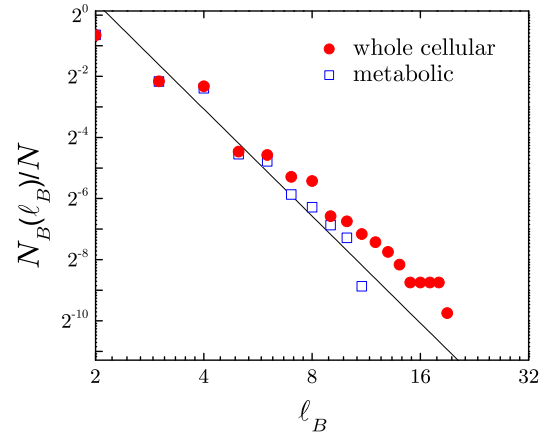 2^0
2^-2
2^-4
2^-6
2^-8
2^-10
N_B(ℓ_B)/N
whole cellular
metabolic
2 4 8 16 32
ℓ_B